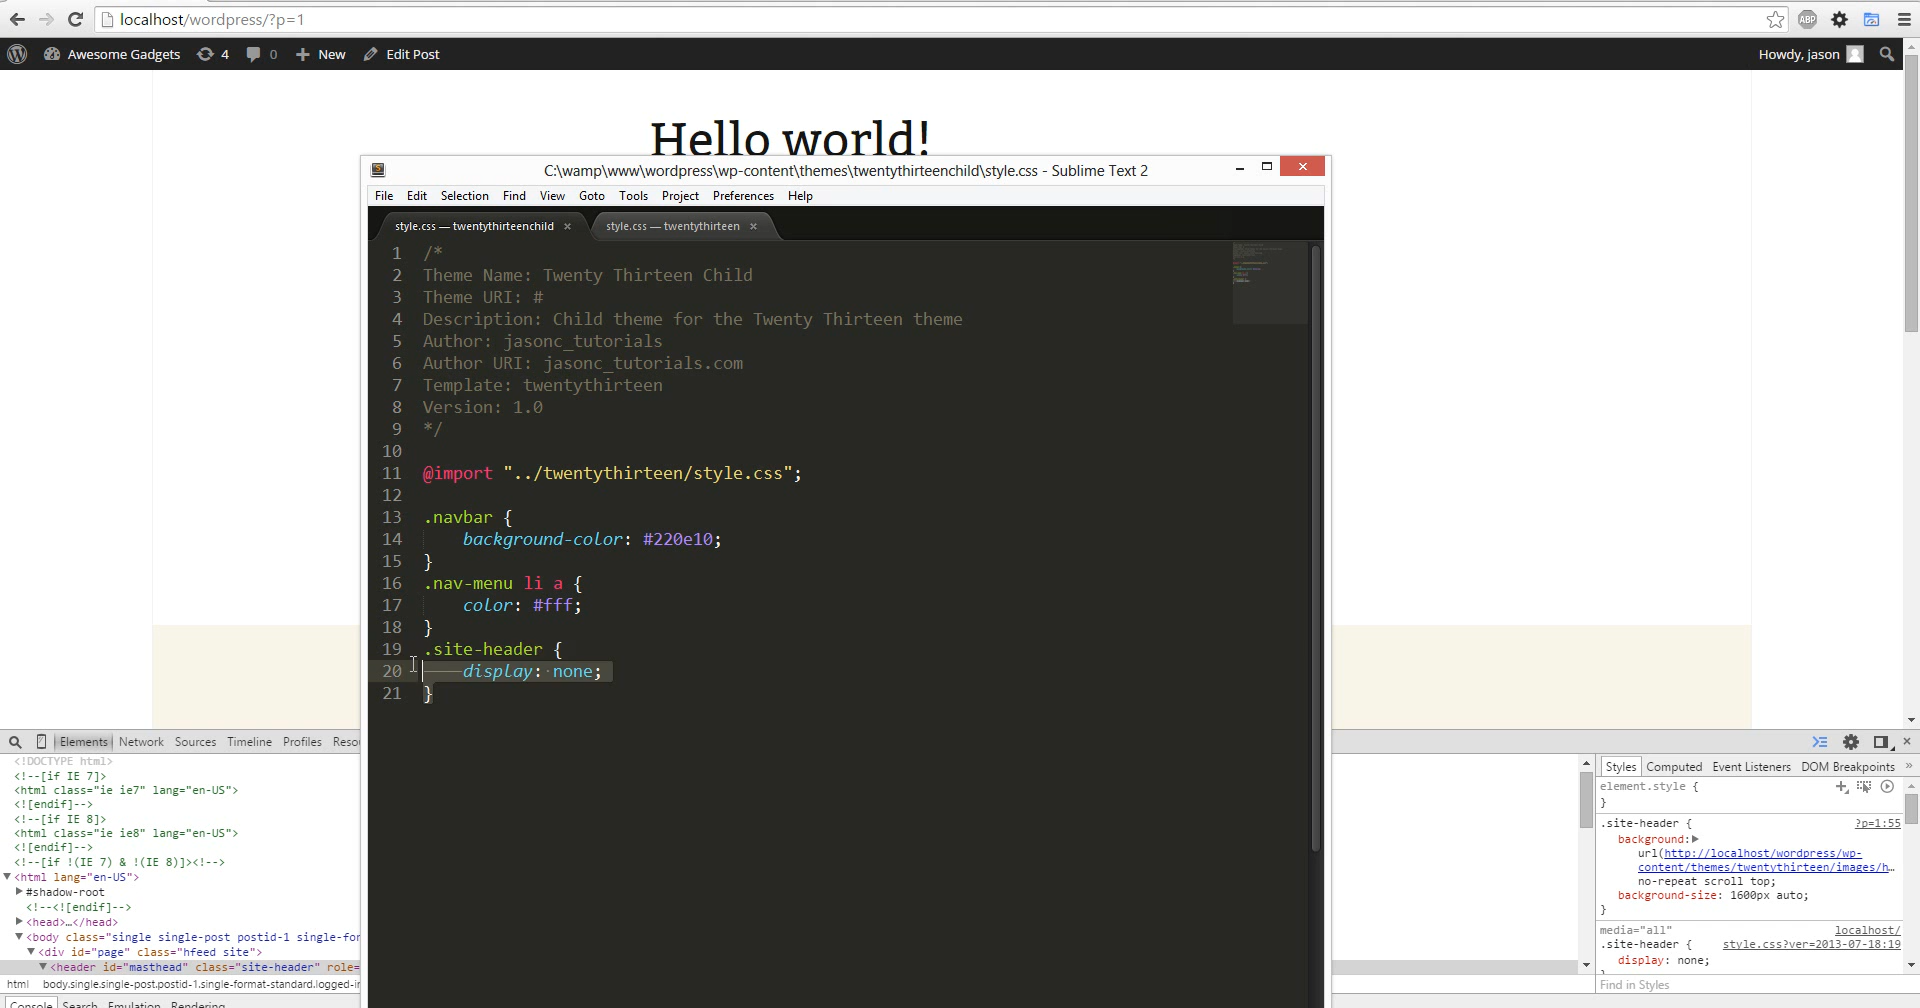 localhost/wordpress/?p=1
ABP
Awesome Gadgets 4 0 New Edit Post
Howdy, jason
Hello world!
C:\wamp\www\wordpress\wp-content\themes\twentythirteenchild\style.css - Sublime Text 2
File Edit Selection Find View Goto Tools Project Preferences Help
style.css — twentythirteenchild × style.css — twentythirteen ×
1 /*
2 Theme Name: Twenty Thirteen Child
3 Theme URI: #
4 Description: Child theme for the Twenty Thirteen theme
5 Author: jasonc_tutorials
6 Author URI: jasonc_tutorials.com
7 Template: twentythirteen
8 Version: 1.0
9 */
10
11 @import "../twentythirteen/style.css";
12
13 .navbar {
14 background-color: #220e10;
15 }
16 .nav-menu li a {
17 color: #fff;
18 }
19 .site-header {
20 display: none;
21 }
Elements Network Sources Timeline Profiles Resou
<!DOCTYPE html>
<!--[if IE 7]>
<html class="ie ie7" lang="en-US">
<![endif]-->
<!--[if IE 8]>
<html class="ie ie8" lang="en-US">
<![endif]-->
<!--[if !(IE 7) & !(IE 8)]><!-->
<html lang="en-US">
#shadow-root
<!--<![endif]-->
<head>…</head>
<body class="single single-post postid-1 single-for
<div id="page" class="hfeed site">
<header id="masthead" class="site-header" role=
html body.single.single-post.postid-1.single-format-standard.logged-in
Console Search Emulation Rendering
Styles Computed Event Listeners DOM Breakpoints »
element.style {
}
.site-header { ?p=1:55
background:
url(http://localhost/wordpress/wp-
content/themes/twentythirteen/images/h…
no-repeat scroll top;
background-size: 1600px auto;
}
media="all" localhost/
.site-header { style.css?ver=2013-07-18:19
display: none;
}
Find in Styles